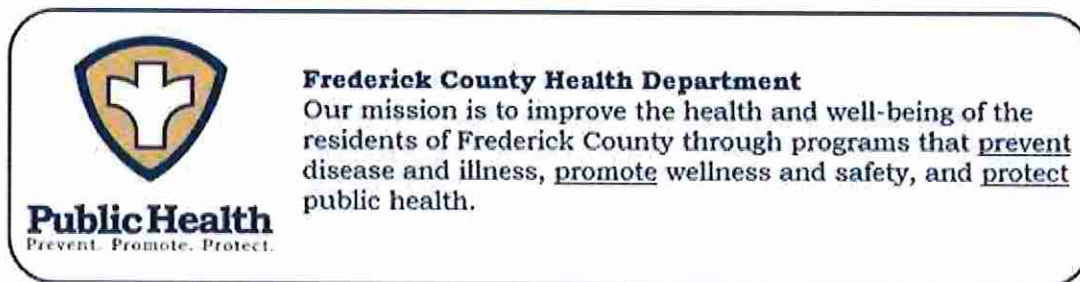 Frederick County Health Department
Our mission is to improve the health and well-being of the
residents of Frederick County through programs that prevent
disease and illness, promote wellness and safety, and protect
public health.
Public Health
Prevent. Promote. Protect.